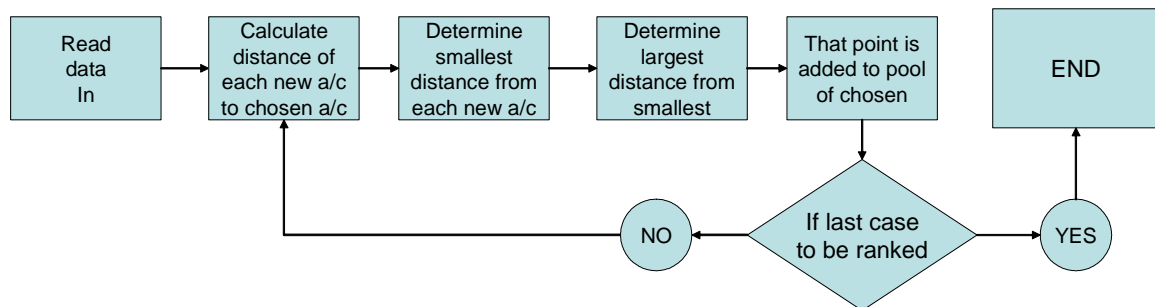 Read
data
In
Calculate
distance of
each new a/c
to chosen a/c
Determine
smallest
distance from
each new a/c
Determine
largest
distance from
smallest
That point is
added to pool
of chosen
END
If last case
to be ranked
NO
YES